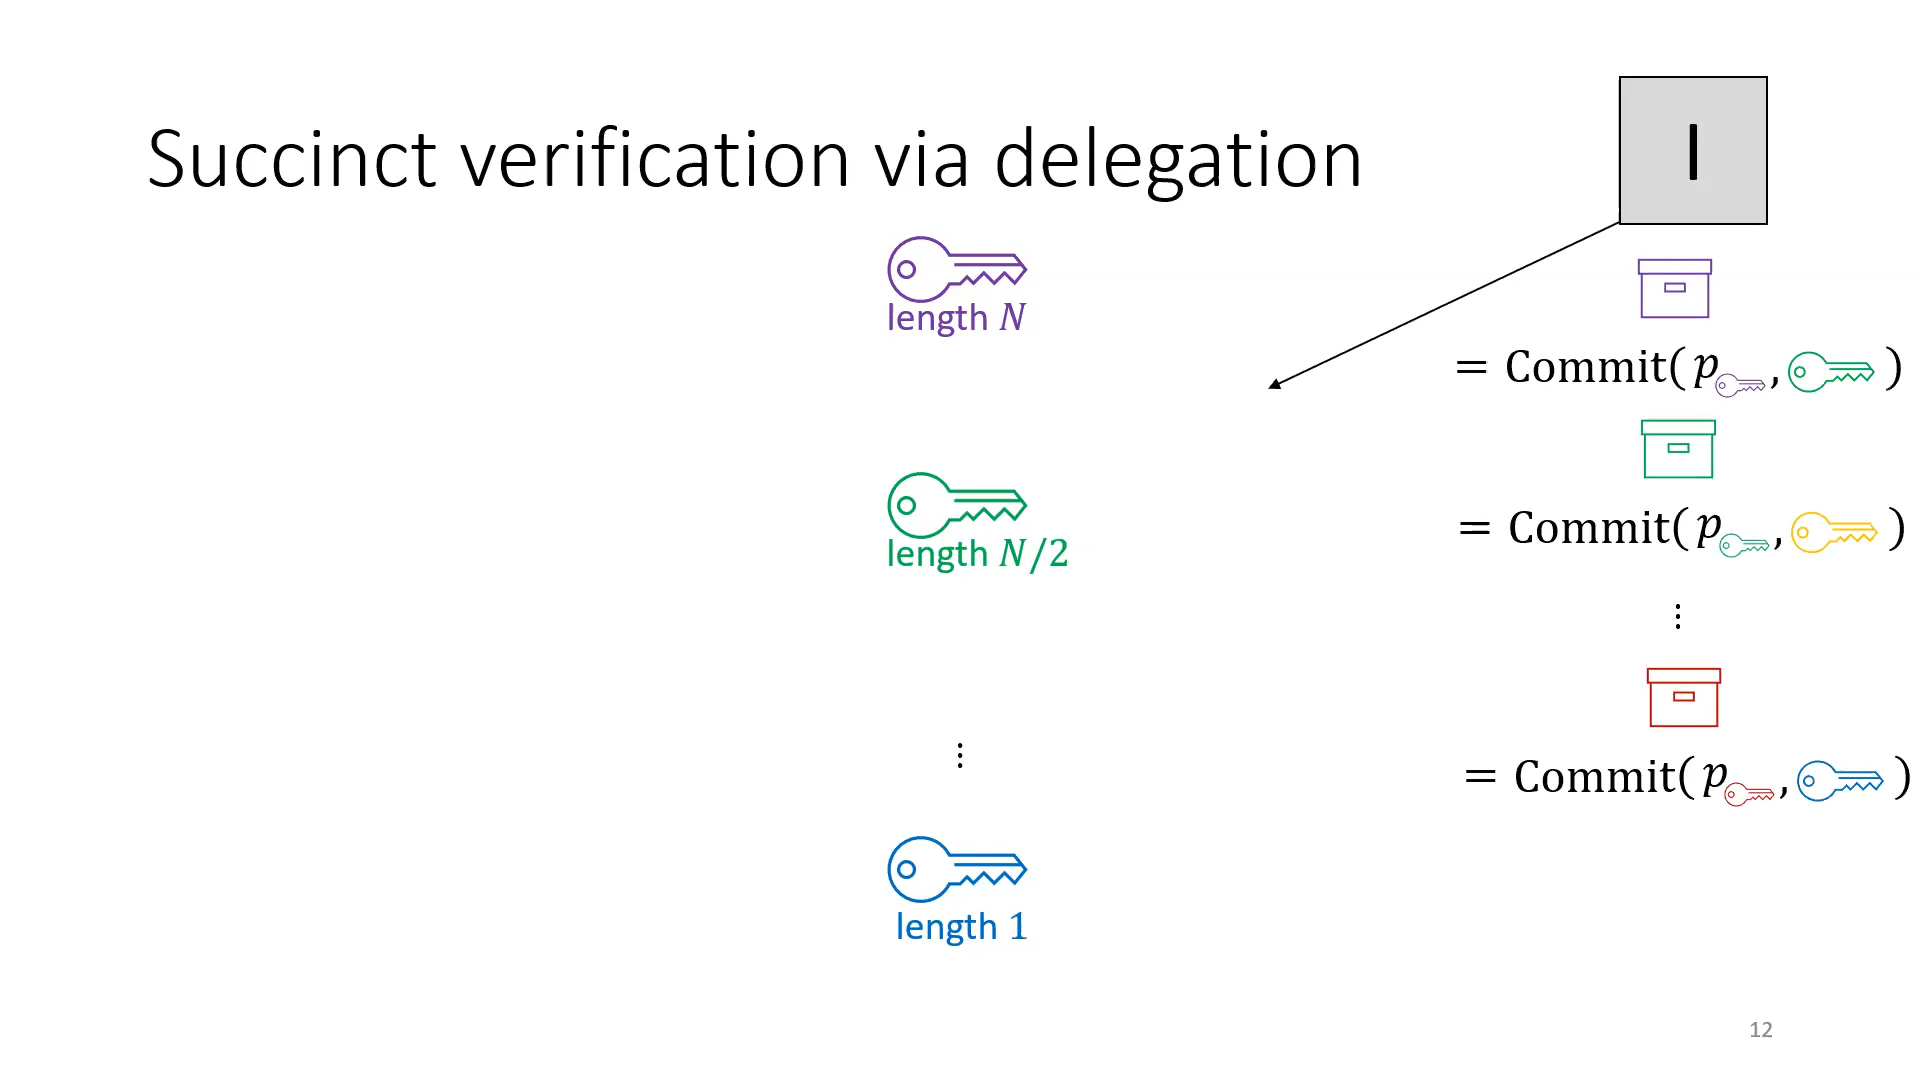 Succinct verification via delegation
I
length N
= Commit( p , )
length N/2
= Commit( p , )
⋮
⋮
= Commit( p , )
length 1
12